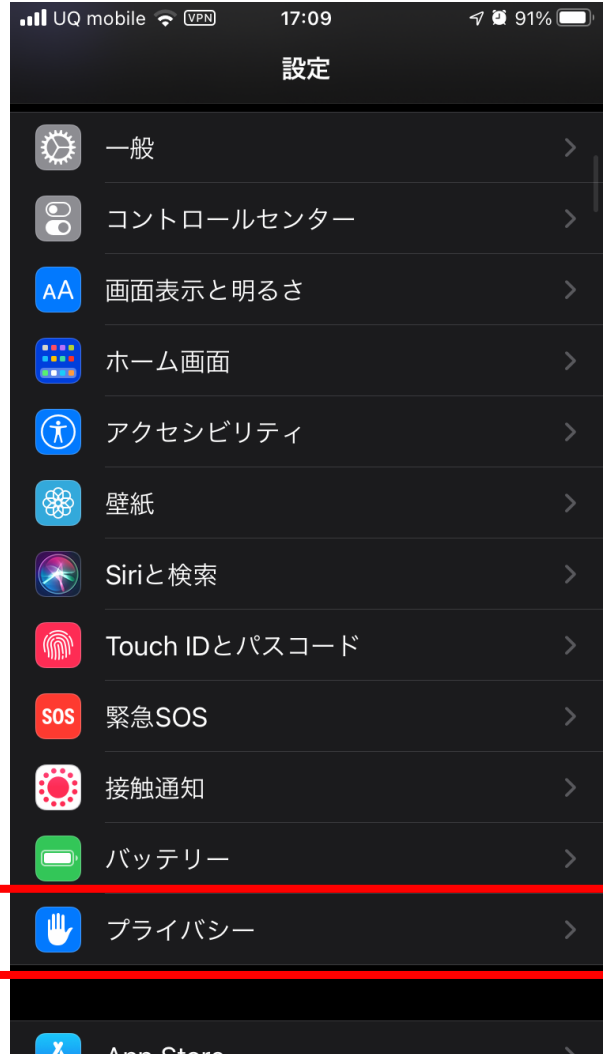 UQ mobile VPN 17:09 91%
設定
一般
コントロールセンター
AA 画面表示と明るさ
ホーム画面
アクセシビリティ
壁紙
Siriと検索
Touch IDとパスコード
SOS 緊急SOS
接触通知
バッテリー
プライバシー
App Store